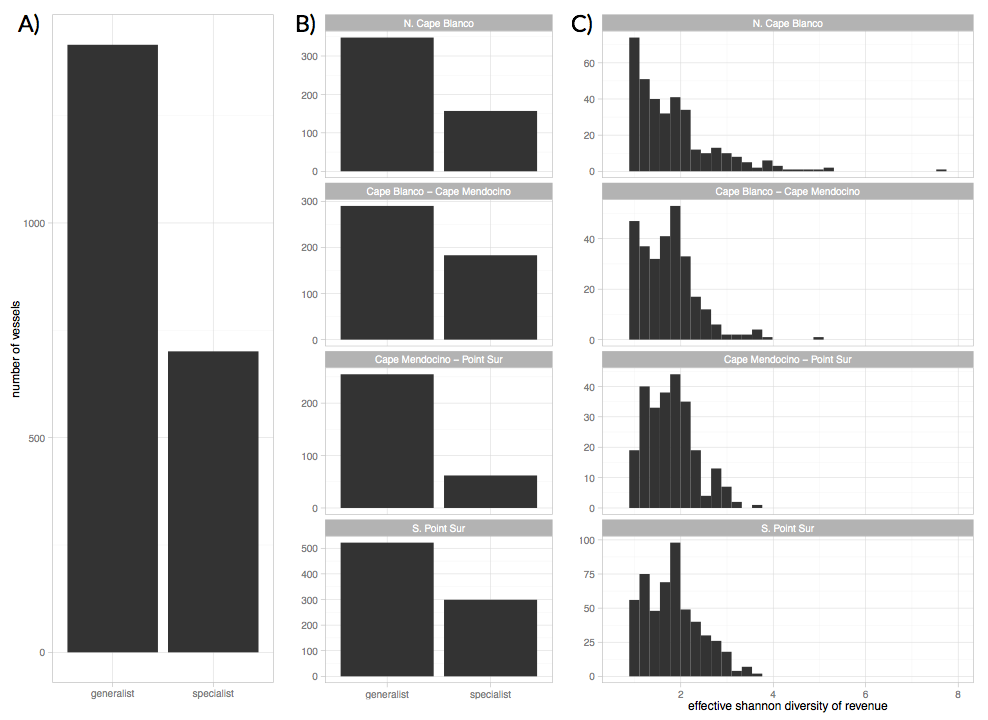 A)
number of vessels
1000
500
0
generalist specialist
B)
N. Cape Blanco
300
200
100
0
Cape Blanco – Cape Mendocino
300
200
100
0
Cape Mendocino – Point Sur
200
100
0
S. Point Sur
500
400
300
200
100
0
generalist specialist
C)
N. Cape Blanco
60
40
20
0
Cape Blanco – Cape Mendocino
40
20
0
Cape Mendocino – Point Sur
40
30
20
10
0
S. Point Sur
100
75
50
25
0
2 4 6 8
effective shannon diversity of revenue